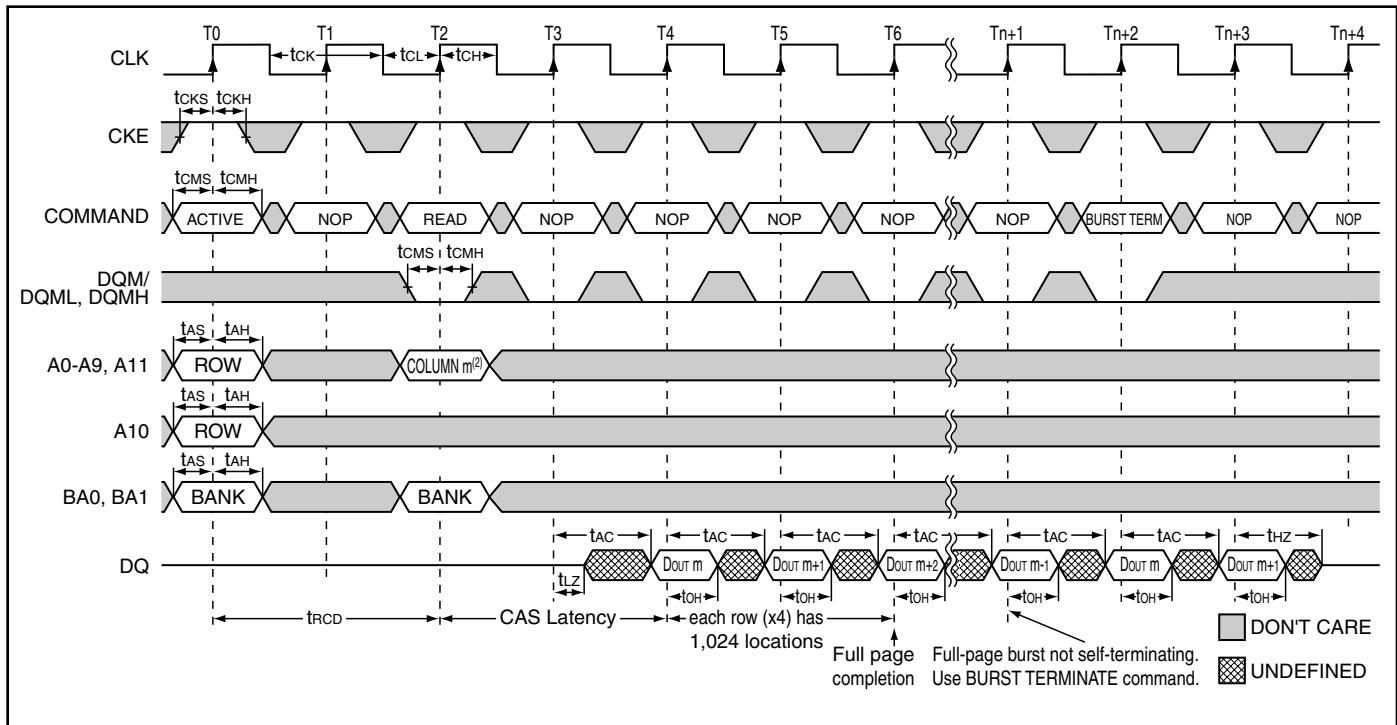 T0 T1 T2 T3 T4 T5 T6 Tn+1 Tn+2 Tn+3 Tn+4
CLK tCK tCL tCH
tCKS tCKH
CKE
tCMS tCMH
COMMAND ACTIVE NOP READ NOP NOP NOP NOP NOP BURST TERM NOP NOP
tCMS tCMH
DQM/
DQML, DQMH
tAS tAH
A0-A9, A11 ROW COLUMN m(2)
tAS tAH
A10 ROW
tAS tAH
BA0, BA1 BANK BANK
tAC tAC tAC tAC tAC tAC tHZ
DQ DOUT m DOUT m+1 DOUT m+2 DOUT m-1 DOUT m DOUT m+1
tLZ tOH tOH tOH tOH tOH tOH
tRCD CAS Latency each row (x4) has
1,024 locations
Full page
completion
Full-page burst not self-terminating.
Use BURST TERMINATE command.
DON'T CARE
UNDEFINED